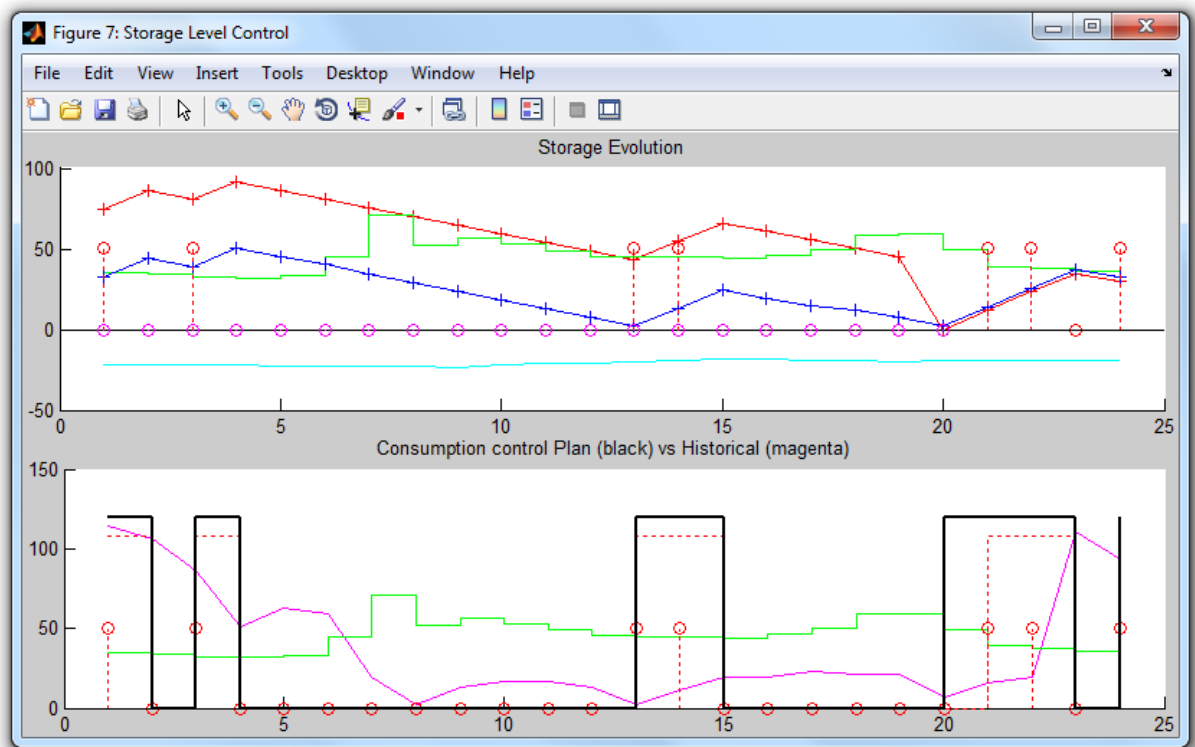 Figure 7: Storage Level Control
File Edit View Insert Tools Desktop Window Help
Storage Evolution
100
50
0
-50
0 5 10 15 20 25
Consumption control Plan (black) vs Historical (magenta)
150
100
50
0
0 5 10 15 20 25